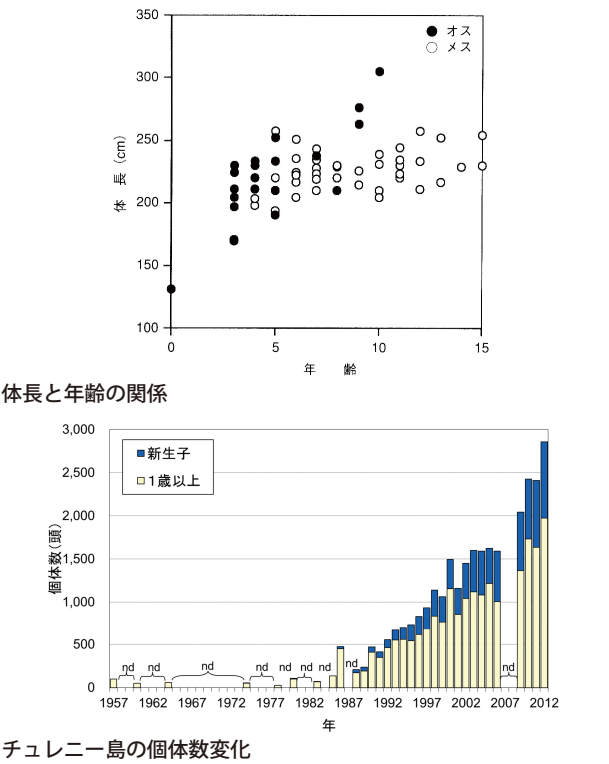 350
300
250
200
150
100
体 長 (cm)
● オス
○ メス
0 5 10 15
年 齢
体長と年齢の関係
3,000
2,500
2,000
1,500
1,000
500
0
個体数(頭)
新生子
1歳以上
nd nd nd nd nd nd nd nd nd
1957 1962 1967 1972 1977 1982 1987 1992 1997 2002 2007 2012
年
チュレニー島の個体数変化